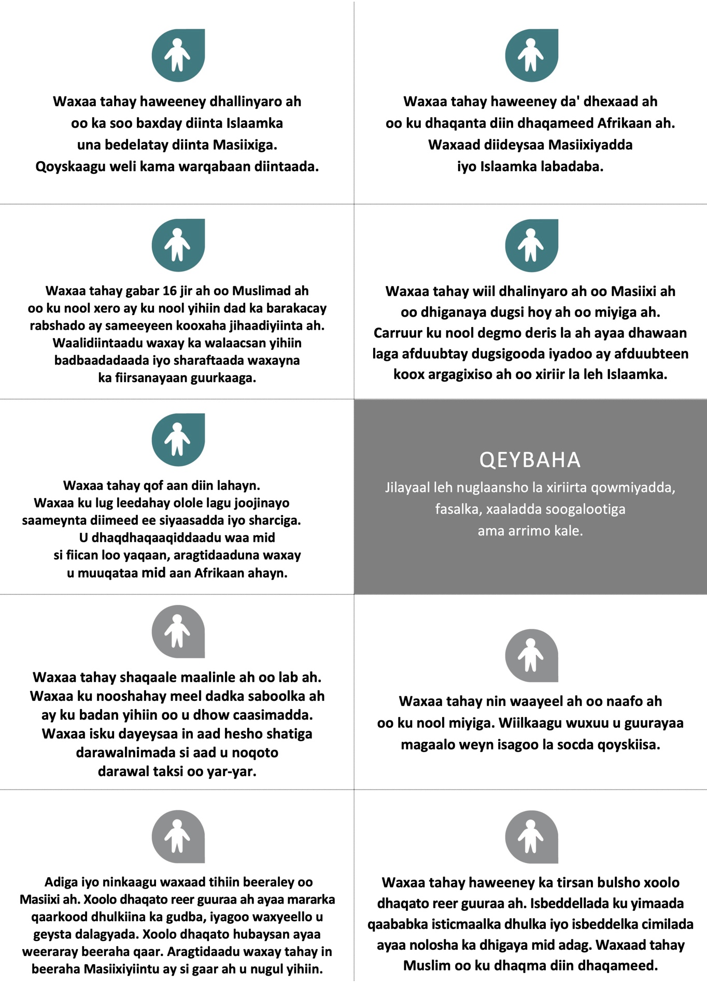 Waxaa tahay haweeney dhallinyaro ah
oo ka soo baxday diinta Islaamka
una bedelatay diinta Masiixiga.
Qoyskaagu weli kama warqabaan diintaada.
Waxaa tahay haweeney da' dhexaad ah
oo ku dhaqanta diin dhaqameed Afrikaan ah.
Waxaad diideysaa Masiixiyadda
iyo Islaamka labadaba.
Waxaa tahay gabar 16 jir ah oo Muslimad ah
oo ku nool xero ay ku nool yihiin dad ka barakacay
rabshado ay sameeyeen kooxaha jihaadiyiinta ah.
Waalidiintaadu waxay ka walaacsan yihiin
badbaadadaada iyo sharaftaada waxayna
ka fiirsanayaan guurkaaga.
Waxaa tahay wiil dhalinyaro ah oo Masiixi ah
oo dhiganaya dugsi hoy ah oo miyiga ah.
Carruur ku nool degmo deris la ah ayaa dhawaan
laga afduubtay dugsigooda iyadoo ay afduubteen
koox argagixiso ah oo xiriir la leh Islaamka.
Waxaa tahay qof aan diin lahayn.
Waxaa ku lug leedahay olole lagu joojinayo
saameynta diimeed ee siyaasadda iyo sharciga.
U dhaqdhaqaaqiddaadu waa mid
si fiican loo yaqaan, aragtidaaduna waxay
u muuqataa mid aan Afrikaan ahayn.
QEYBAHA
Jilayaal leh nuglaansho la xiriirta qowmiyadda,
fasalka, xaaladda soogalootiga
ama arrimo kale.
Waxaa tahay shaqaale maalinle ah oo lab ah.
Waxaa ku nooshahay meel dadka saboolka ah
ay ku badan yihiin oo u dhow caasimadda.
Waxaa isku dayeysaa in aad hesho shatiga
darawalnimada si aad u noqoto
darawal taksi oo yar-yar.
Waxaa tahay nin waayeel ah oo naafo ah
oo ku nool miyiga. Wiilkaagu wuxuu u guurayaa
magaalo weyn isagoo la socda qoyskiisa.
Adiga iyo ninkaagu waxaad tihiin beeraley oo
Masiixi ah. Xoolo dhaqato reer guuraa ah ayaa mararka
qaarkood dhulkiina ka gudba, iyagoo waxyeello u
geysta dalagyada. Xoolo dhaqato hubaysan ayaa
weeraray beeraha qaar. Aragtidaadu waxay tahay in
beeraha Masiixiyiintu ay si gaar ah u nugul yihiin.
Waxaa tahay haweeney ka tirsan bulsho xoolo
dhaqato reer guuraa ah. Isbeddellada ku yimaada
qaababka isticmaalka dhulka iyo isbeddelka cimilada
ayaa nolosha ka dhigaya mid adag. Waxaad tahay
Muslim oo ku dhaqma diin dhaqameed.